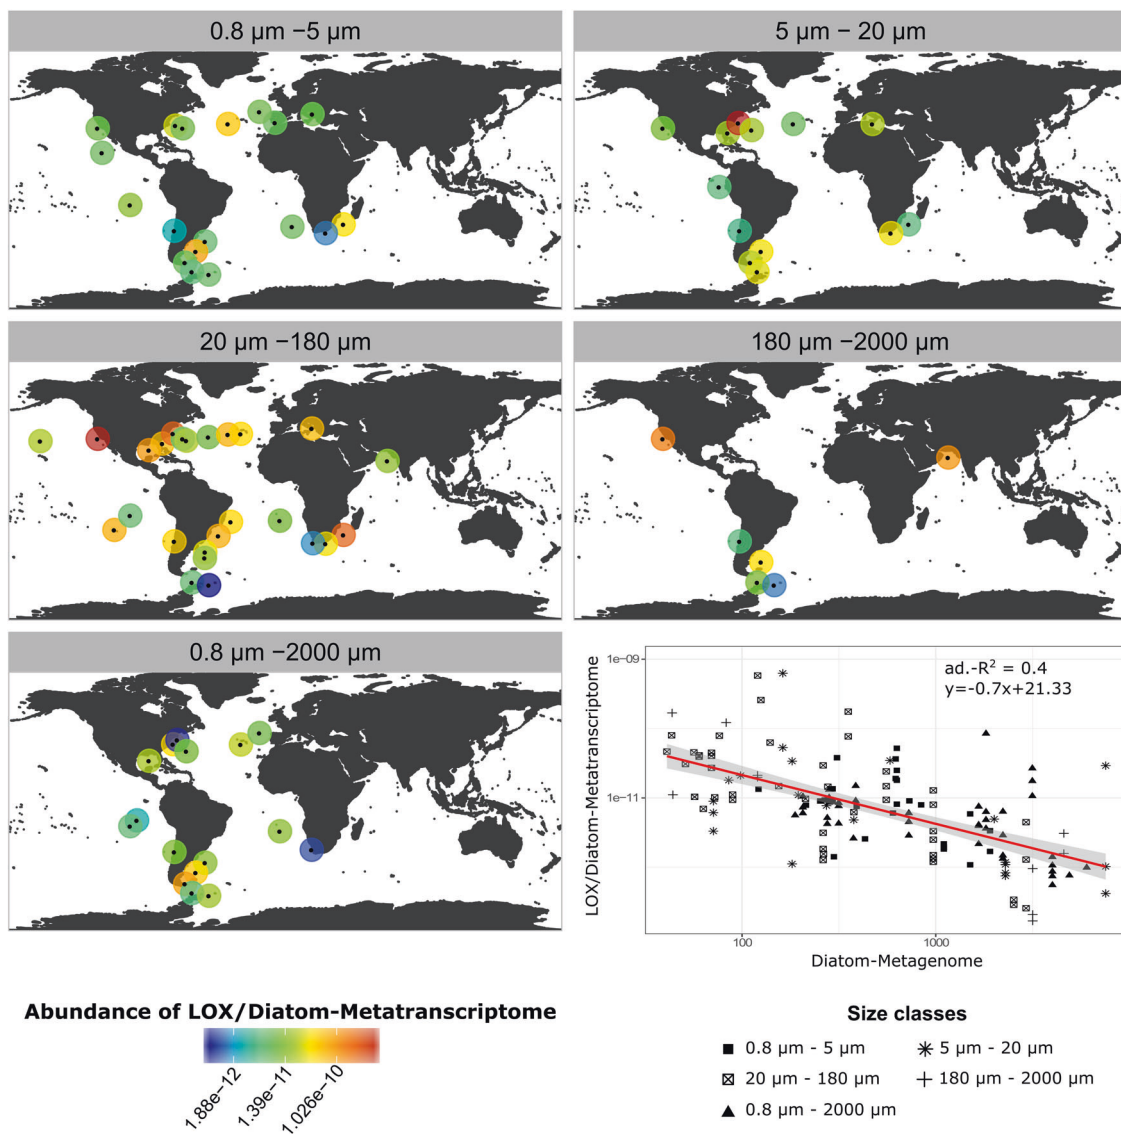 0.8 µm −5 µm
5 µm − 20 µm
20 µm −180 µm
180 µm −2000 µm
0.8 µm −2000 µm
LOX/Diatom-Metatranscriptome
1e−09
1e−11
ad.-R² = 0.4
y=-0.7x+21.33
100
1000
Diatom-Metagenome
Abundance of LOX/Diatom-Metatranscriptome
1.88e−12
1.39e−11
1.026e−10
Size classes
0.8 µm - 5 µm
5 µm - 20 µm
20 µm - 180 µm
180 µm - 2000 µm
0.8 µm - 2000 µm